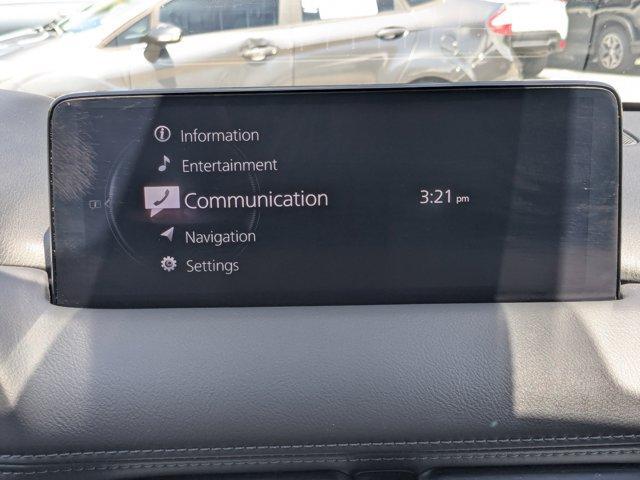 Information
Entertainment
Communication
3:21 pm
Navigation
Settings